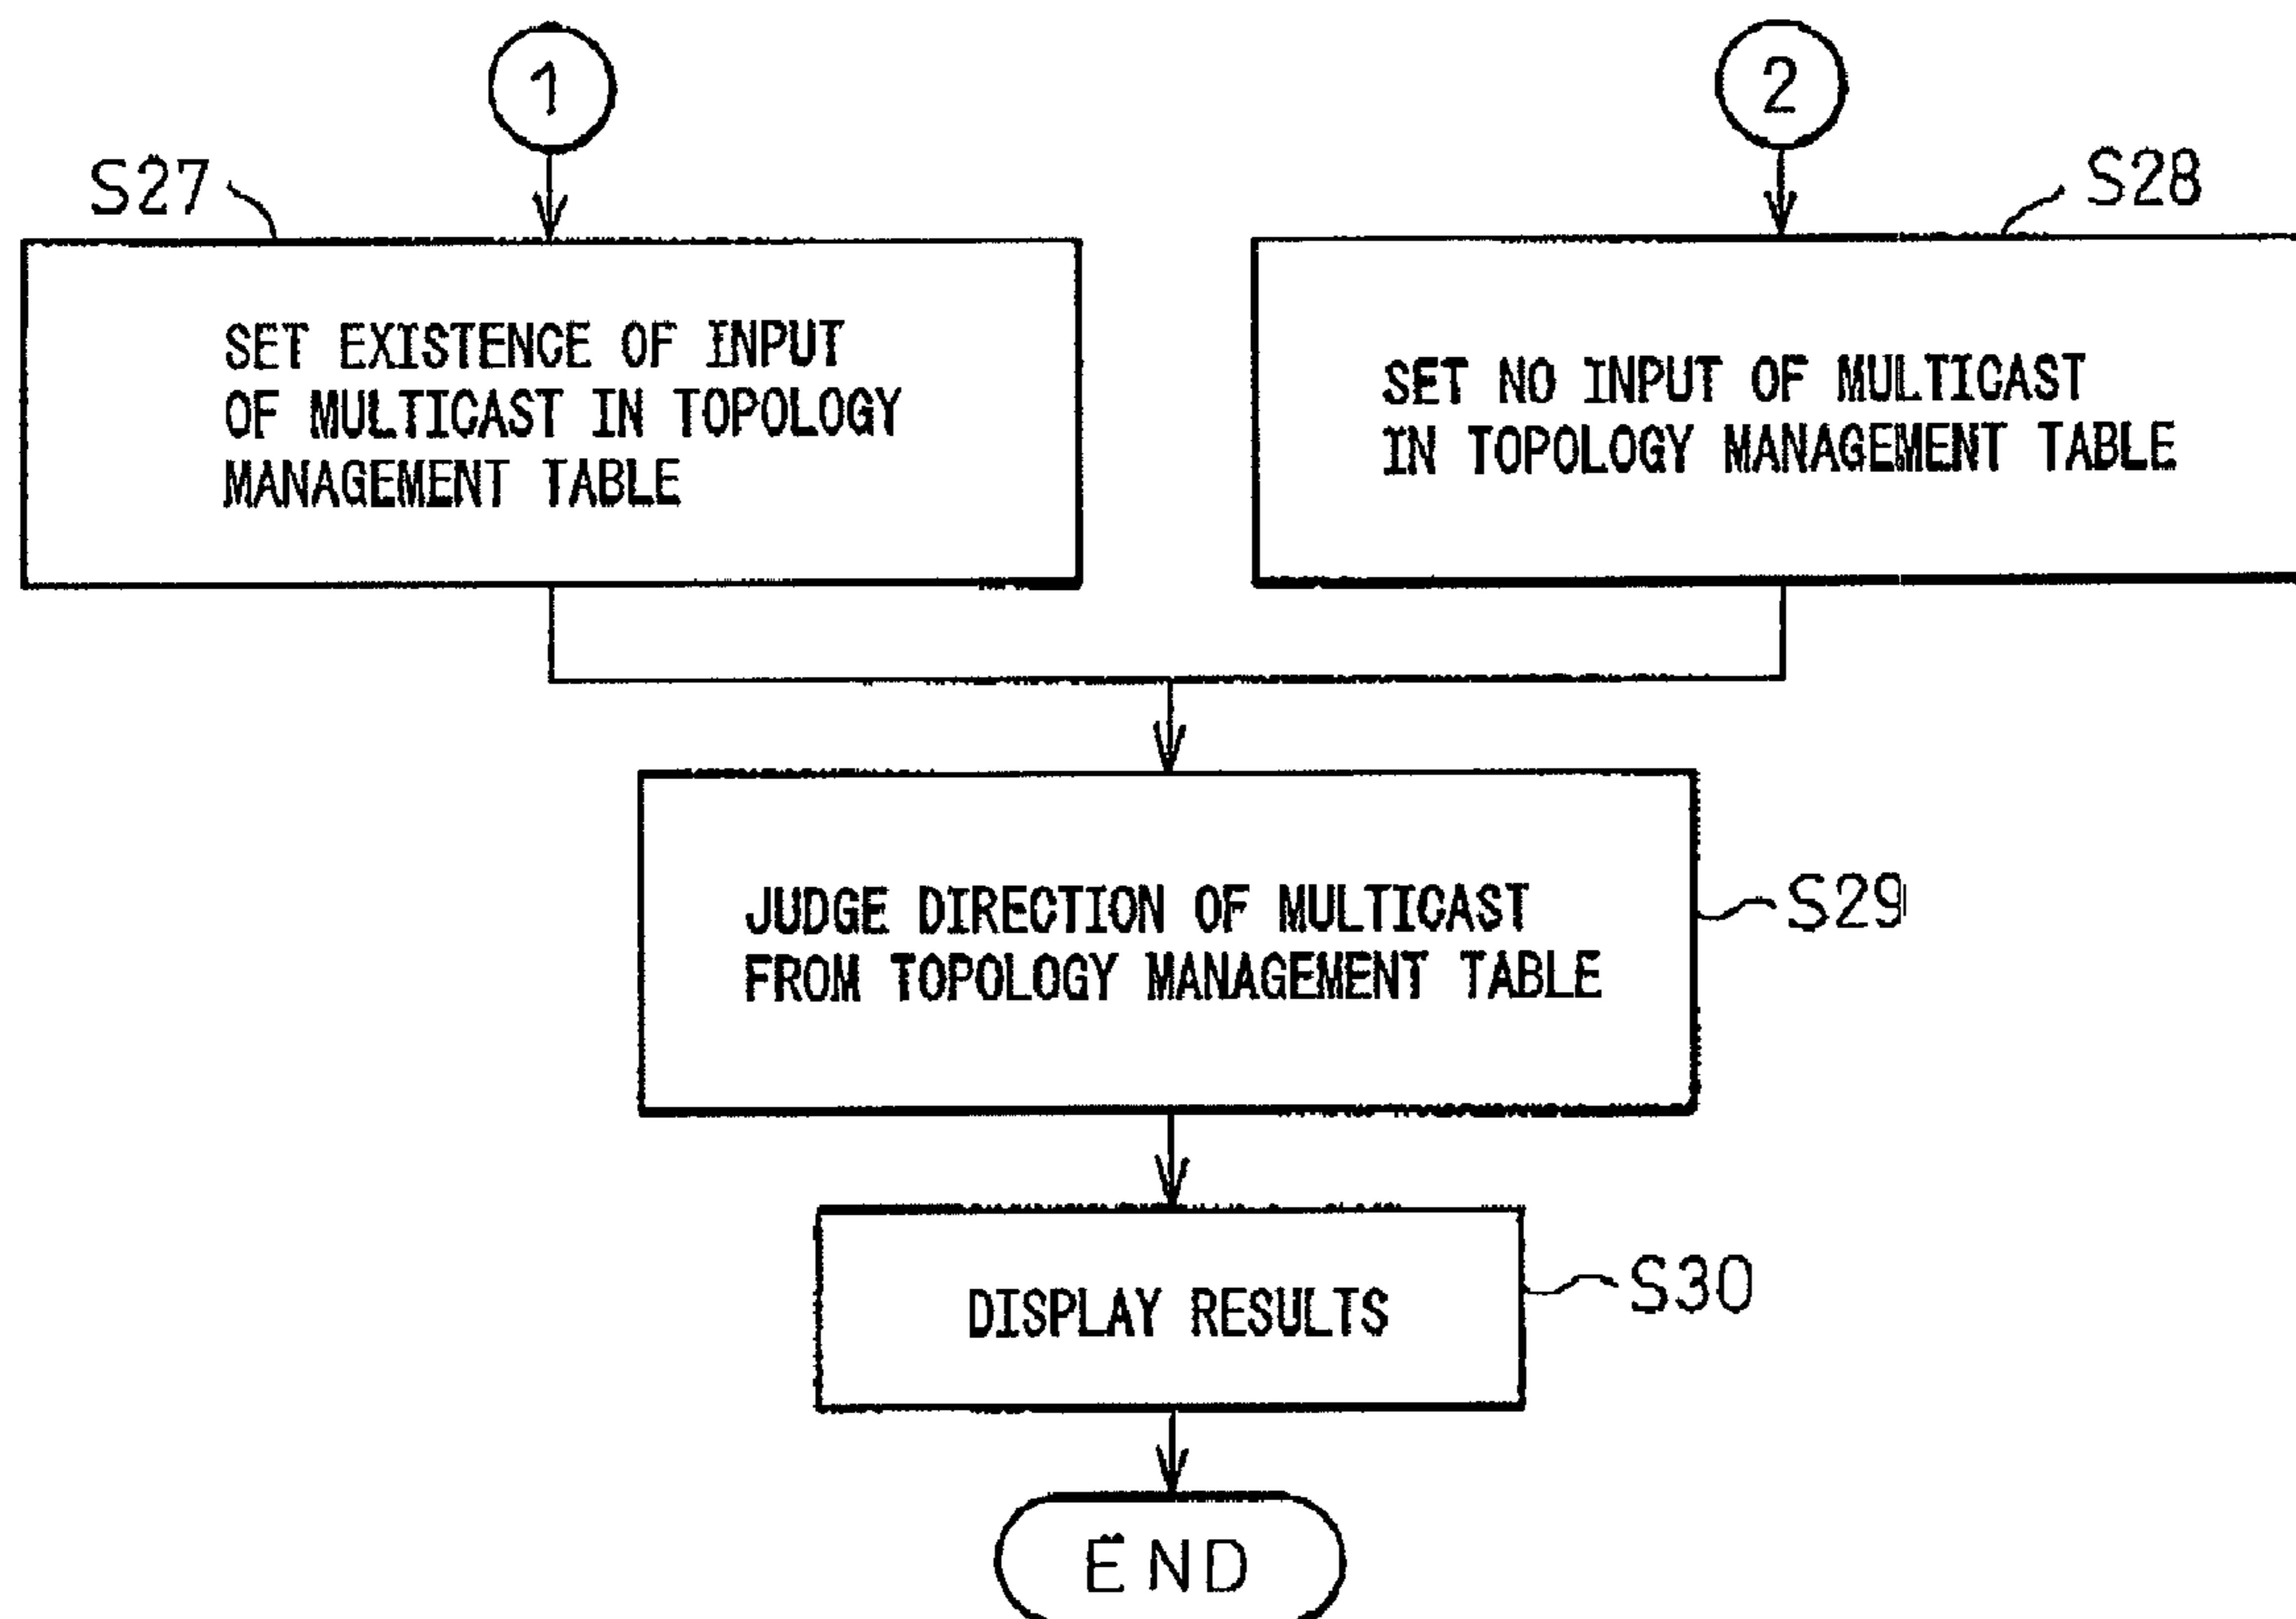 1
2
S27
S28
SET EXISTENCE OF INPUT
OF MULTICAST IN TOPOLOGY
MANAGEMENT TABLE
SET NO INPUT OF MULTICAST
IN TOPOLOGY MANAGEMENT TABLE
JUDGE DIRECTION OF MULTICAST
FROM TOPOLOGY MANAGEMENT TABLE
S29
DISPLAY RESULTS
S30
END